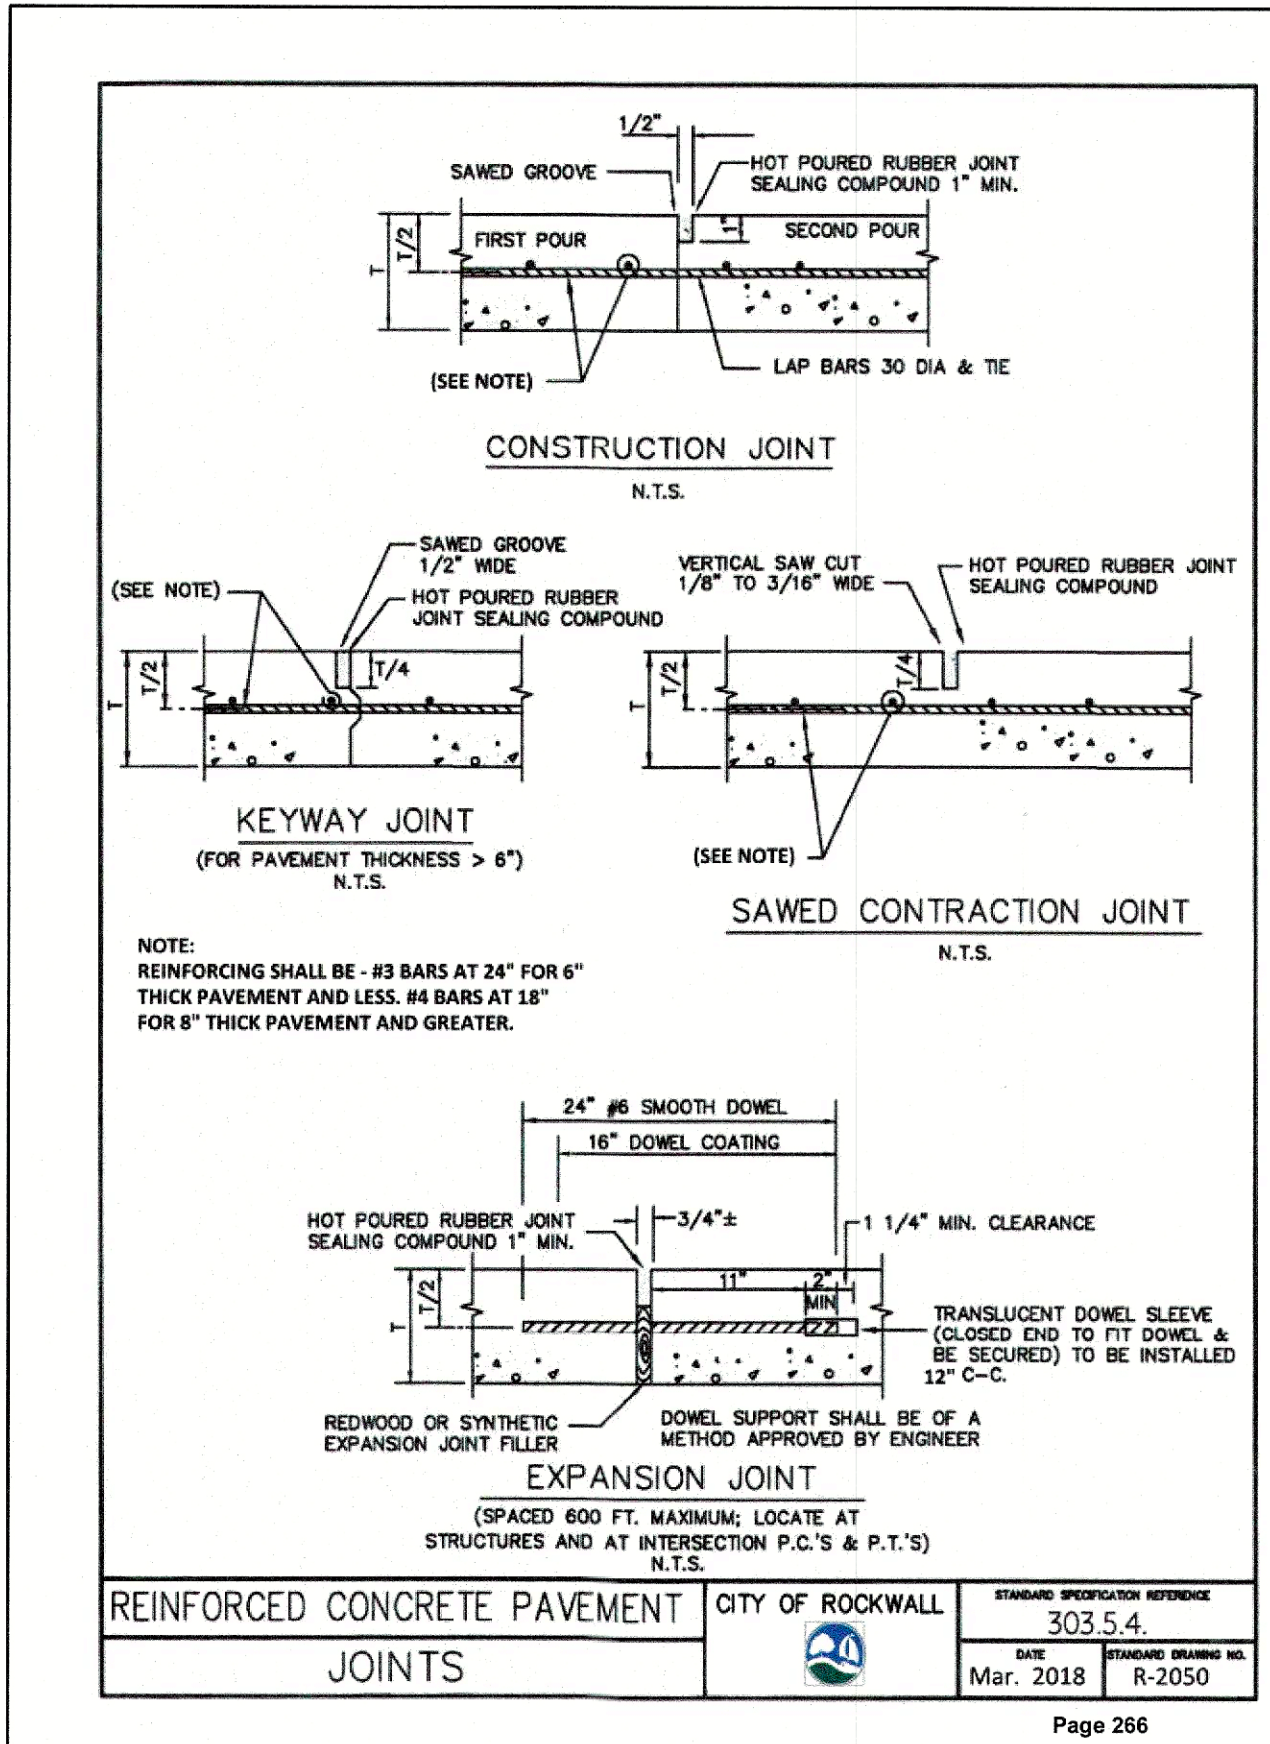 1/2"
SAWED GROOVE
HOT POURED RUBBER JOINT
SEALING COMPOUND 1" MIN.
T
T/2
FIRST POUR
1"
SECOND POUR
(SEE NOTE)
LAP BARS 30 DIA & TIE
CONSTRUCTION JOINT
N.T.S.
(SEE NOTE)
SAWED GROOVE
1/2" WIDE
HOT POURED RUBBER
JOINT SEALING COMPOUND
T
T/2
T/4
KEYWAY JOINT
(FOR PAVEMENT THICKNESS > 6")
N.T.S.
VERTICAL SAW CUT
1/8" TO 3/16" WIDE
HOT POURED RUBBER JOINT
SEALING COMPOUND
T
T/2
T/4
(SEE NOTE)
SAWED CONTRACTION JOINT
N.T.S.
NOTE:
REINFORCING SHALL BE - #3 BARS AT 24" FOR 6"
THICK PAVEMENT AND LESS. #4 BARS AT 18"
FOR 8" THICK PAVEMENT AND GREATER.
24" #6 SMOOTH DOWEL
16" DOWEL COATING
HOT POURED RUBBER JOINT
SEALING COMPOUND 1" MIN.
3/4"±
1 1/4" MIN. CLEARANCE
T
T/2
11"
2"
MIN
TRANSLUCENT DOWEL SLEEVE
(CLOSED END TO FIT DOWEL &
BE SECURED) TO BE INSTALLED
12" C-C.
REDWOOD OR SYNTHETIC
EXPANSION JOINT FILLER
DOWEL SUPPORT SHALL BE OF A
METHOD APPROVED BY ENGINEER
EXPANSION JOINT
(SPACED 600 FT. MAXIMUM; LOCATE AT
STRUCTURES AND AT INTERSECTION P.C.'S & P.T.'S)
N.T.S.
REINFORCED CONCRETE PAVEMENT
JOINTS
CITY OF ROCKWALL
STANDARD SPECIFICATION REFERENCE
303.5.4.
DATE
Mar. 2018
STANDARD DRAWING NO.
R-2050
Page 266